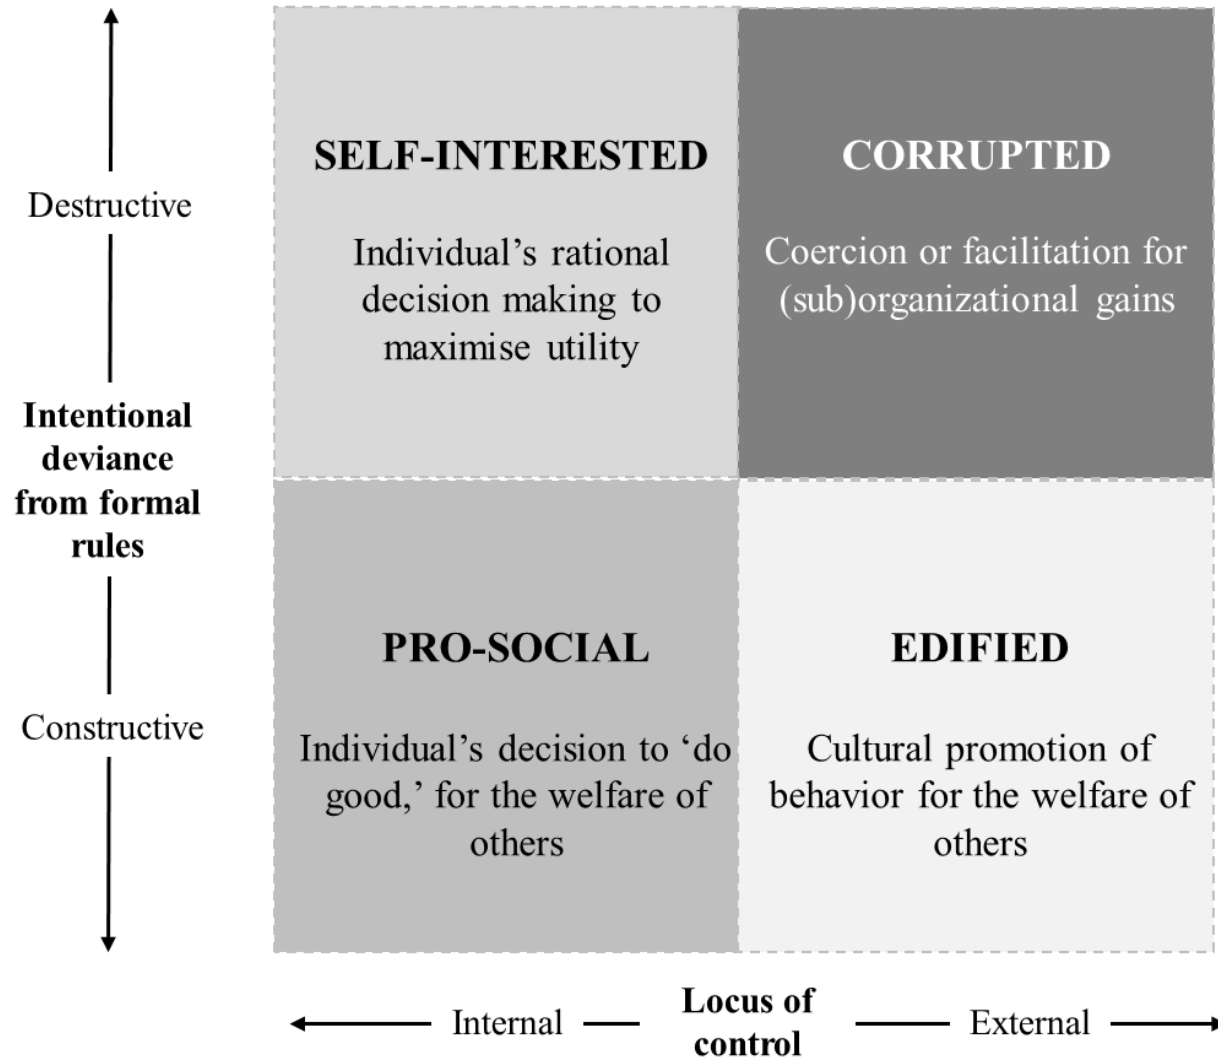 SELF-INTERESTED
Individual’s rational
decision making to
maximise utility
CORRUPTED
Coercion or facilitation for
(sub)organizational gains
Destructive
Intentional
deviance
from formal
rules
Constructive
PRO-SOCIAL
Individual’s decision to ‘do
good,’ for the welfare of
others
EDIFIED
Cultural promotion of
behavior for the welfare of
others
Internal
Locus of
control
External